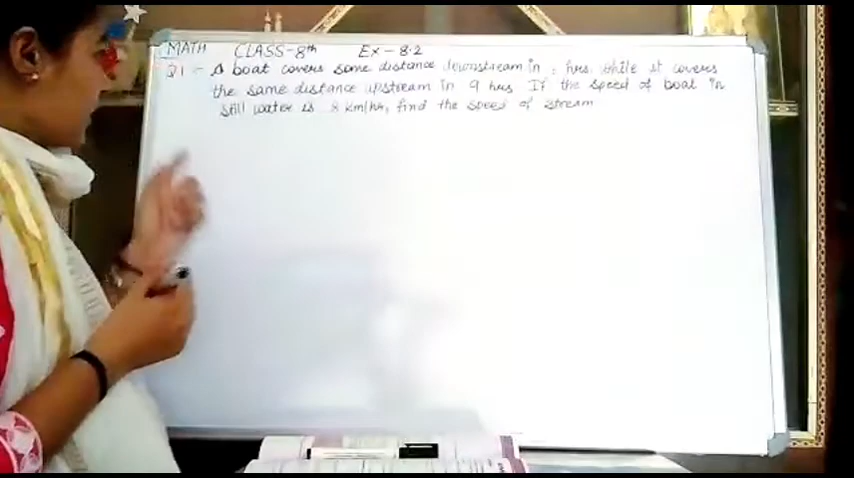 MATH CLASS-8th Ex - 8.2
Q1 - A boat covers some distance downstream in hrs. while it covers
the same distance upstream in 9 hrs If the speed of boat in
still water is 8 km/hr, find the speed of stream